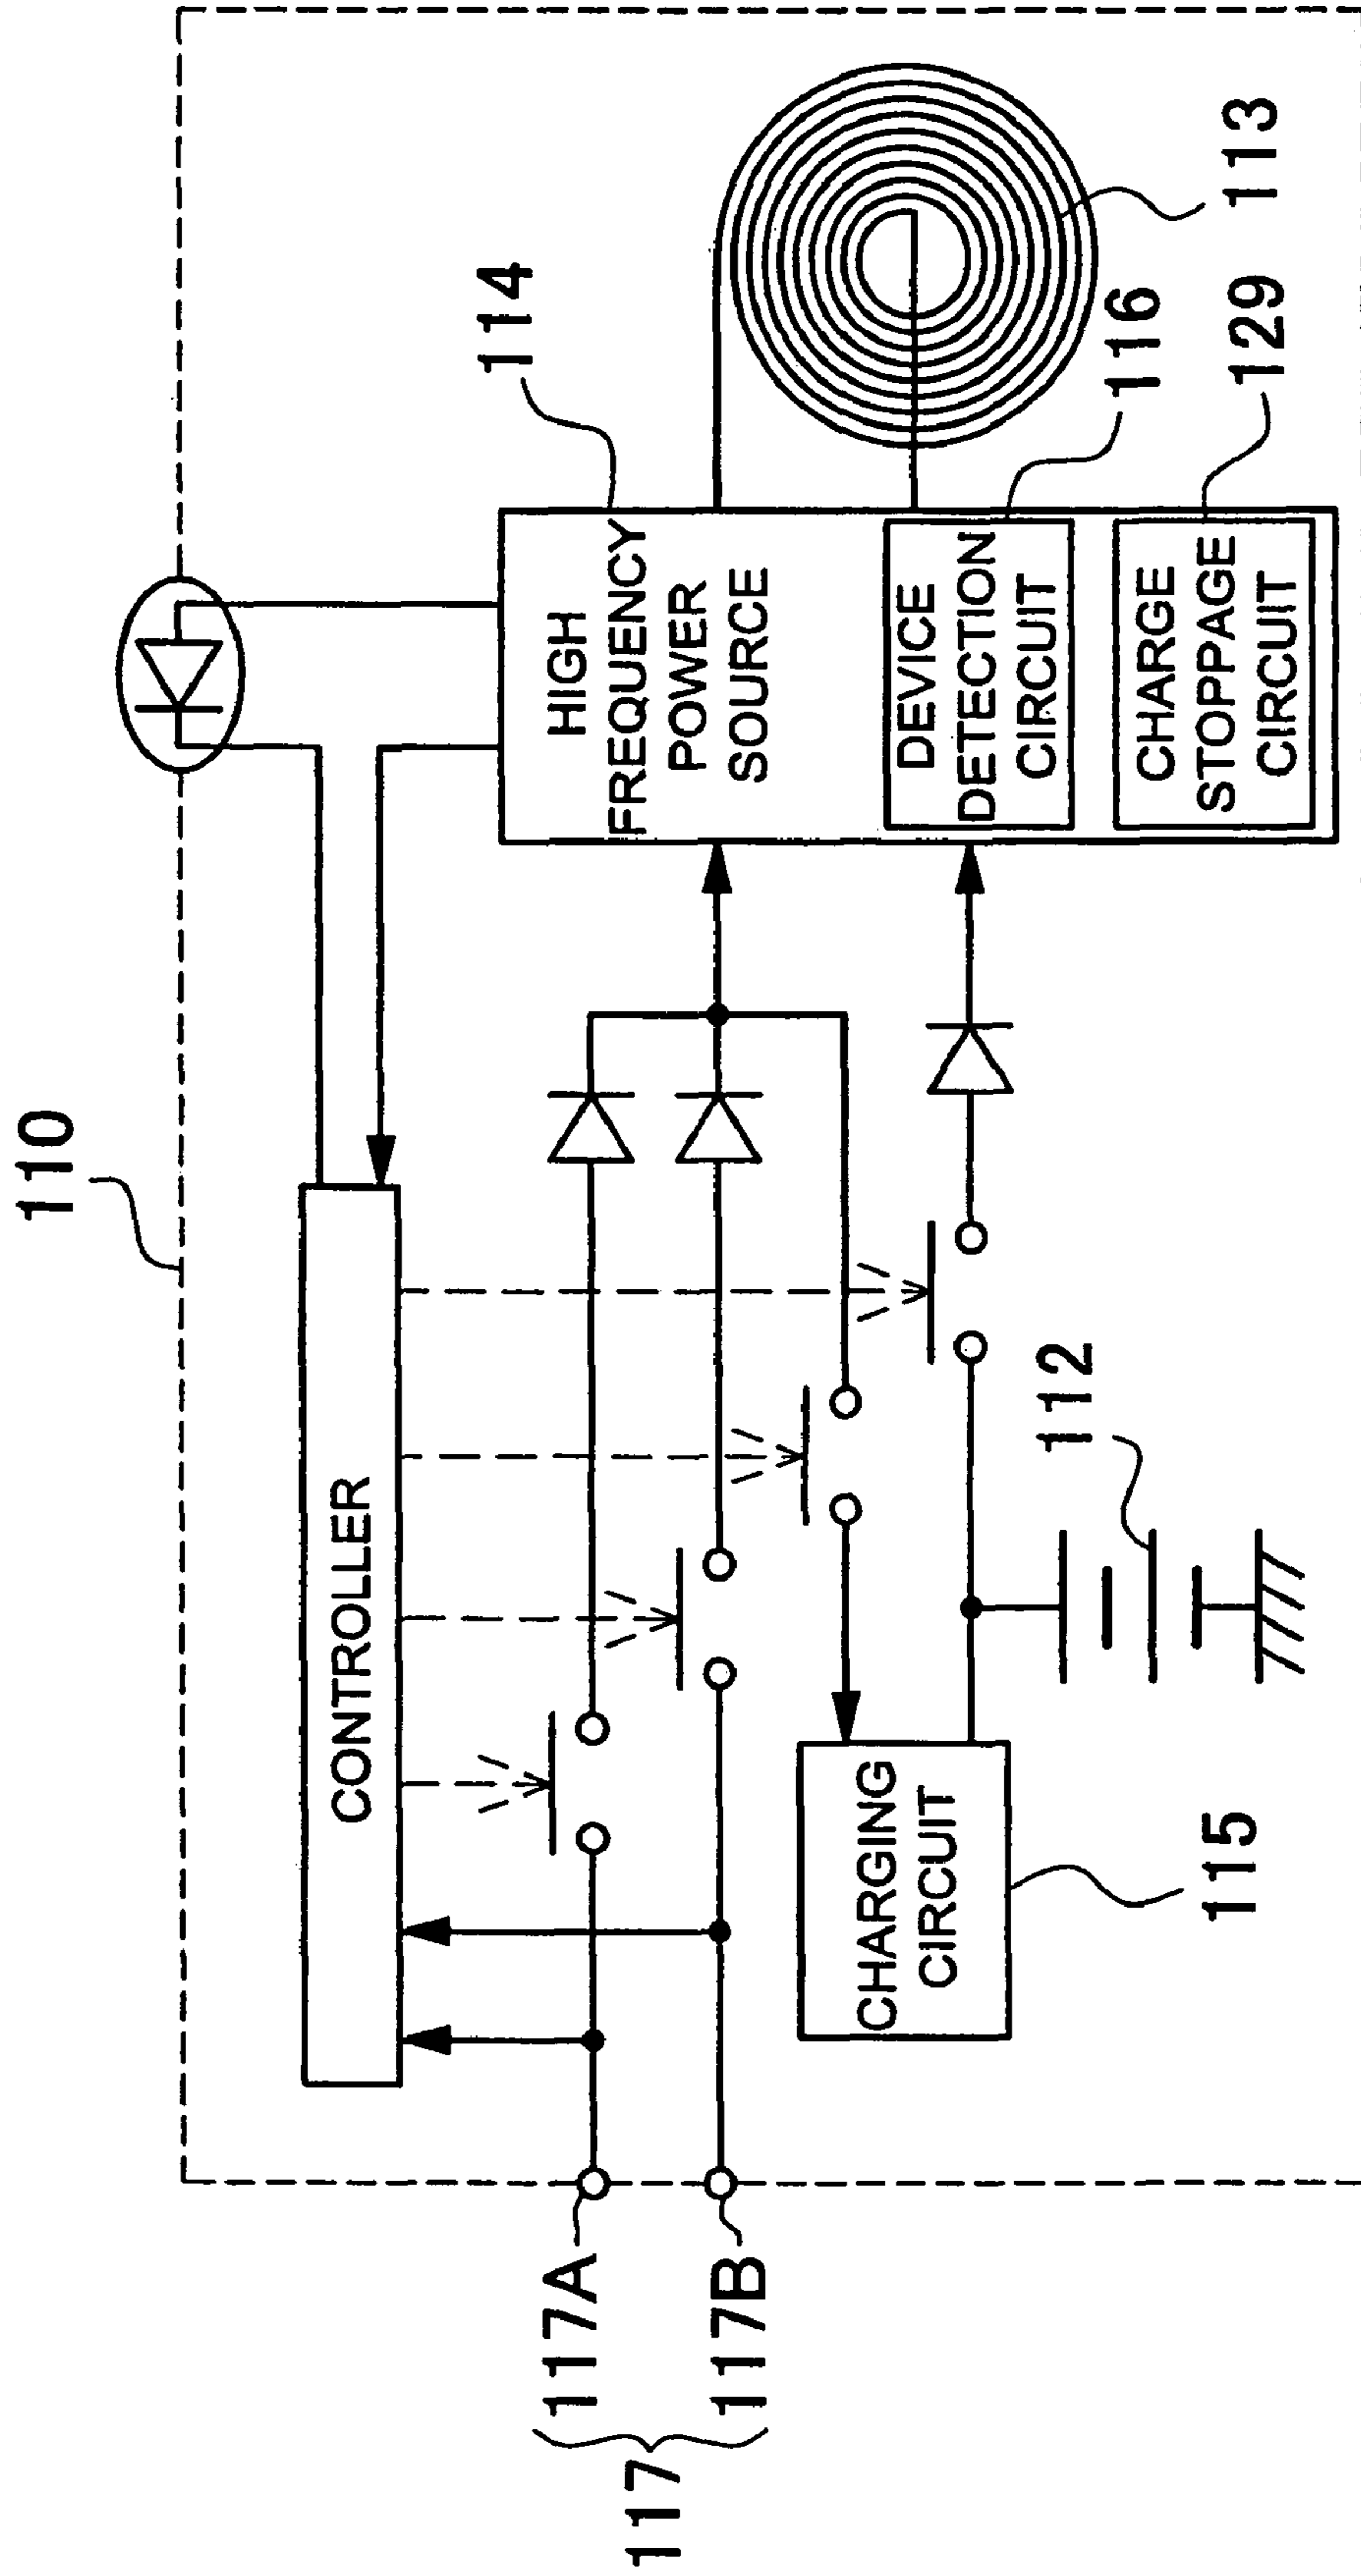 110
114
HIGH
FREQUENCY
POWER
SOURCE
CONTROLLER
117A
117
117B
DEVICE
DETECTION
CIRCUIT
CHARGING
CIRCUIT
CHARGE
STOPPAGE
CIRCUIT
112
116
113
115
129